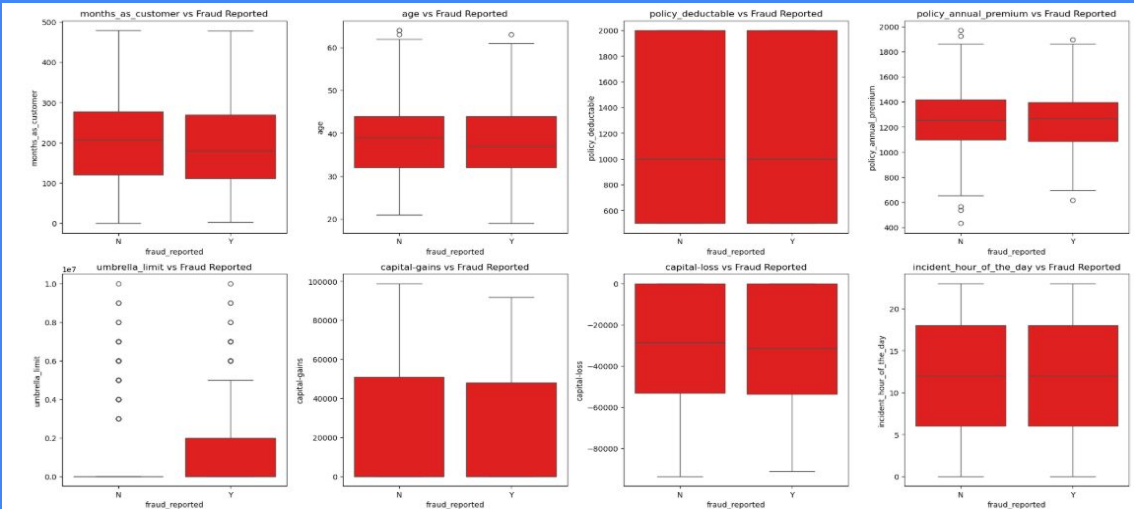 months_as_customer vs Fraud Reported
500
400
300
200
100
0
months_as_customer
N
Y
fraud_reported
age vs Fraud Reported
60
50
40
30
20
age
N
Y
fraud_reported
policy_deductable vs Fraud Reported
2000
1800
1600
1400
1200
1000
800
600
policy_deductable
N
Y
fraud_reported
policy_annual_premium vs Fraud Reported
2000
1800
1600
1400
1200
1000
800
600
400
policy_annual_premium
N
Y
fraud_reported
umbrella_limit vs Fraud Reported
1e7
1.0
0.8
0.6
0.4
0.2
0.0
umbrella_limit
N
Y
fraud_reported
capital-gains vs Fraud Reported
100000
80000
60000
40000
20000
0
capital-gains
N
Y
fraud_reported
capital-loss vs Fraud Reported
0
−20000
−40000
−60000
−80000
capital-loss
N
Y
fraud_reported
incident_hour_of_the_day vs Fraud Reported
20
15
10
5
0
incident_hour_of_the_day
N
Y
fraud_reported